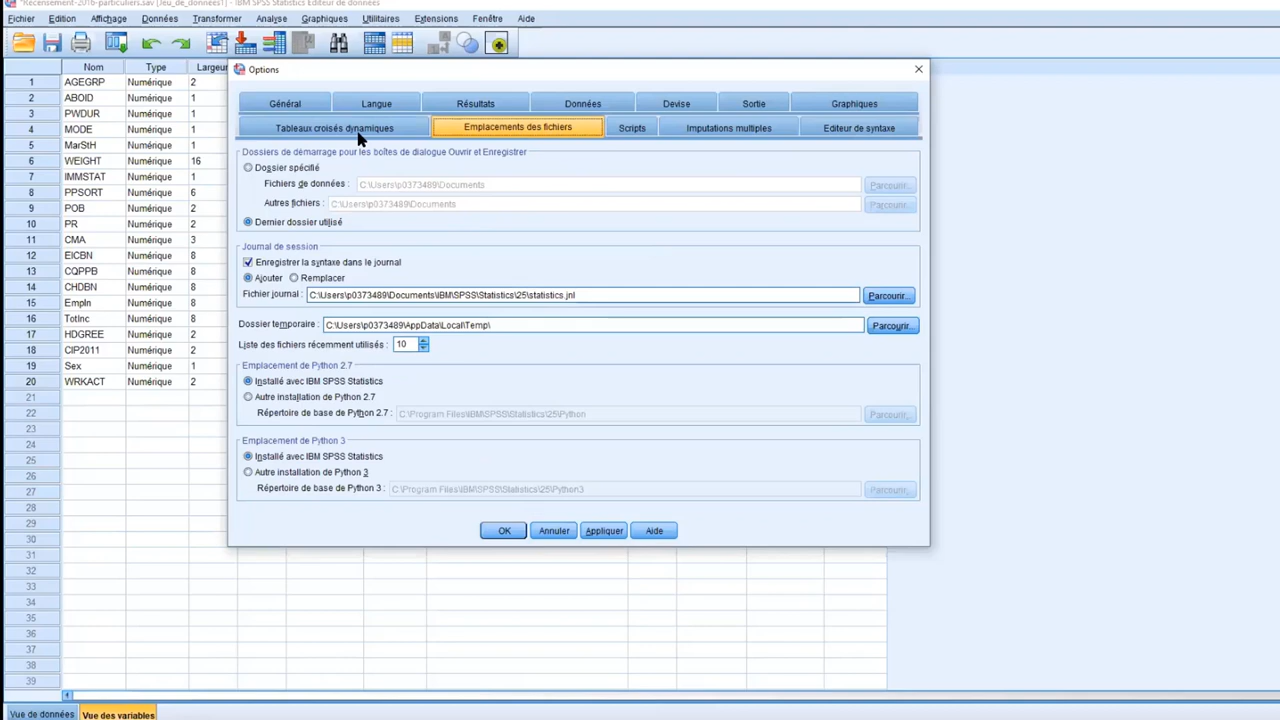 *Recensement-2016-particuliers.sav [Jeu_de_données1] - IBM SPSS Statistics Editeur de données
Fichier Edition Affichage Données Transformer Analyse Graphiques Utilitaires Extensions Fenêtre Aide
Nom Type Largeur
1 AGEGRP Numérique 2
2 ABOID Numérique 1
3 PWDUR Numérique 1
4 MODE Numérique 1
5 MarStH Numérique 1
6 WEIGHT Numérique 16
7 IMMSTAT Numérique 1
8 PPSORT Numérique 6
9 POB Numérique 2
10 PR Numérique 2
11 CMA Numérique 3
12 EICBN Numérique 8
13 CQPPB Numérique 8
14 CHDBN Numérique 8
15 EmpIn Numérique 8
16 TotInc Numérique 8
17 HDGREE Numérique 2
18 CIP2011 Numérique 2
19 Sex Numérique 1
20 WRKACT Numérique 2
21
22
23
24
25
26
27
28
29
30
31
32
33
34
35
36
37
38
39
Vue de données Vue des variables
Options
Général Langue Résultats Données Devise Sortie Graphiques
Tableaux croisés dynamiques Emplacements des fichiers Scripts Imputations multiples Editeur de syntaxe
Dossiers de démarrage pour les boîtes de dialogue Ouvrir et Enregistrer
Dossier spécifié
Fichiers de données : C:\Users\p0373489\Documents Parcourir...
Autres fichiers : C:\Users\p0373489\Documents Parcourir...
Dernier dossier utilisé
Journal de session
Enregistrer la syntaxe dans le journal
Ajouter Remplacer
Fichier journal : C:\Users\p0373489\Documents\IBM\SPSS\Statistics\25\statistics.jnl Parcourir...
Dossier temporaire : C:\Users\p0373489\AppData\Local\Temp\ Parcourir...
Liste des fichiers récemment utilisés : 10
Emplacement de Python 2.7
Installé avec IBM SPSS Statistics
Autre installation de Python 2.7
Répertoire de base de Python 2.7 : C:\Program Files\IBM\SPSS\Statistics\25\Python Parcourir...
Emplacement de Python 3
Installé avec IBM SPSS Statistics
Autre installation de Python 3
Répertoire de base de Python 3 : C:\Program Files\IBM\SPSS\Statistics\25\Python3 Parcourir...
OK Annuler Appliquer Aide